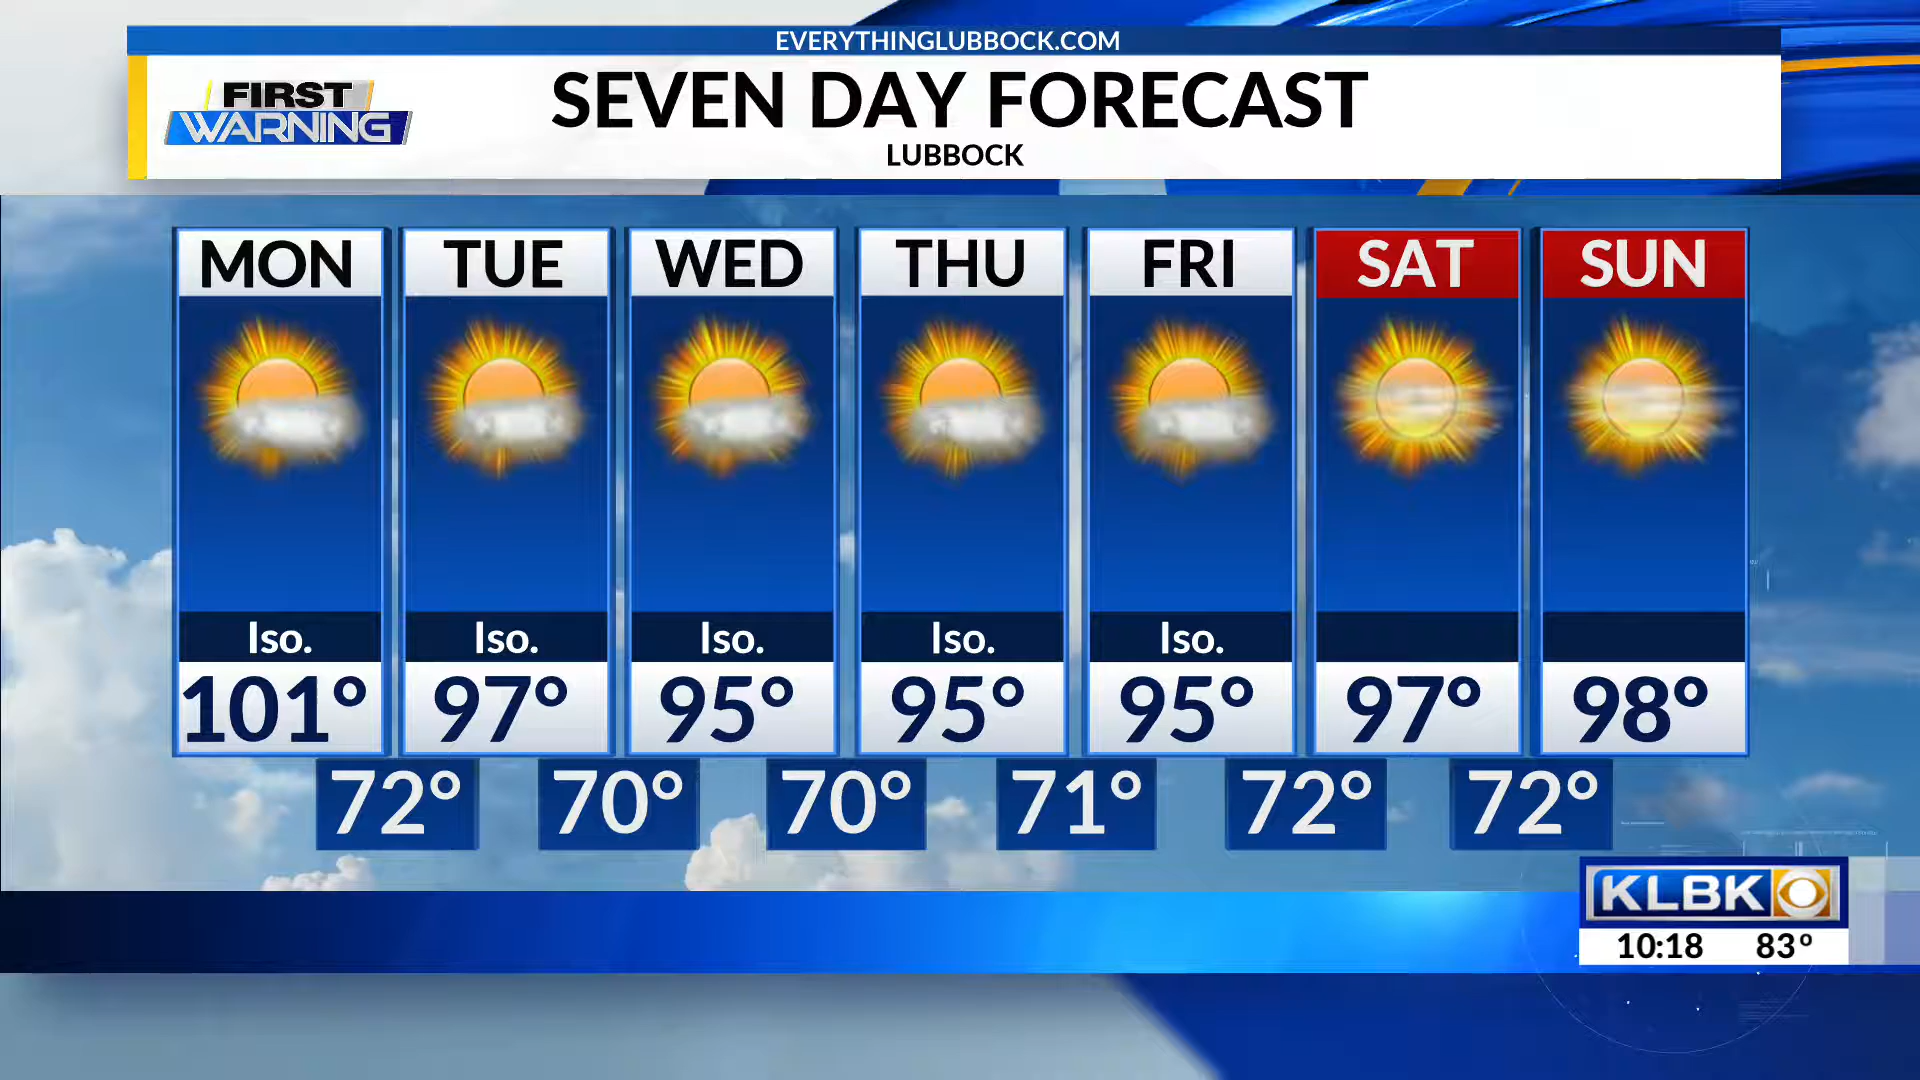 EVERYTHINGLUBBOCK.COM
FIRST
WARNING
SEVEN DAY FORECAST
LUBBOCK
MON TUE WED THU FRI SAT SUN
Iso. Iso. Iso. Iso. Iso.
101° 97° 95° 95° 95° 97° 98°
72° 70° 70° 71° 72° 72°
KLBK
10:18 83°